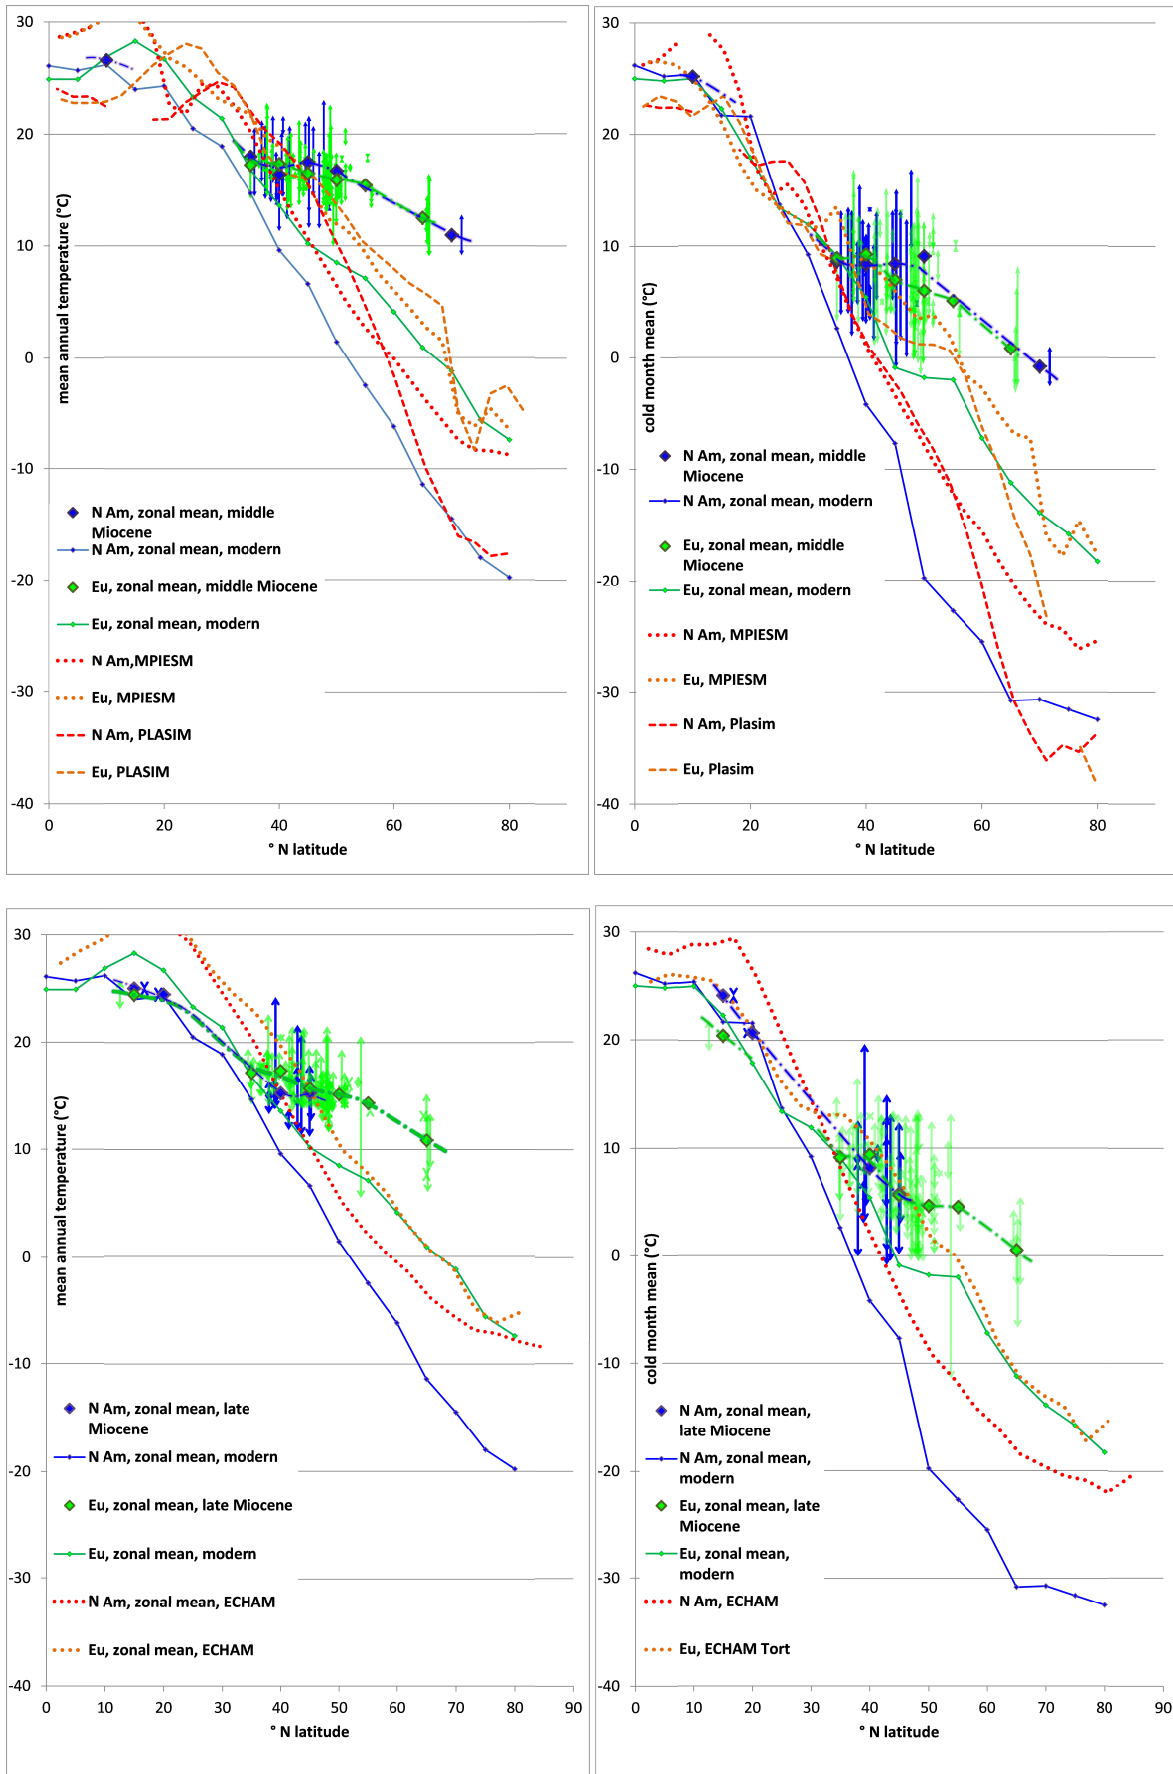 30
20
10
0
-10
-20
-30
-40
mean annual temperature (°C)
N Am, zonal mean, middle
Miocene
N Am, zonal mean, modern
Eu, zonal mean, middle Miocene
Eu, zonal mean, modern
N Am,MPIESM
Eu, MPIESM
N Am, PLASIM
Eu, PLASIM
0 20 40 60 80
° N latitude
30
20
10
0
-10
-20
-30
-40
cold month mean (°C)
N Am, zonal mean, middle
Miocene
N Am, zonal mean, modern
Eu, zonal mean, middle
Miocene
Eu, zonal mean, modern
N Am, MPIESM
Eu, MPIESM
N Am, Plasim
Eu, Plasim
0 20 40 60 80
° N latitude
30
20
10
0
-10
-20
-30
-40
mean annual temperature (°C)
N Am, zonal mean, late
Miocene
N Am, zonal mean, modern
Eu, zonal mean, late Miocene
Eu, zonal mean, modern
N Am, zonal mean, ECHAM
Eu, zonal mean, ECHAM
0 10 20 30 40 50 60 70 80 90
° N latitude
30
20
10
0
-10
-20
-30
-40
cold month mean (°C)
N Am, zonal mean,
late Miocene
N Am, zonal mean,
modern
Eu, zonal mean, late
Miocene
Eu, zonal mean,
modern
N Am, ECHAM
Eu, ECHAM Tort
0 10 20 30 40 50 60 70 80 90
° N latitude